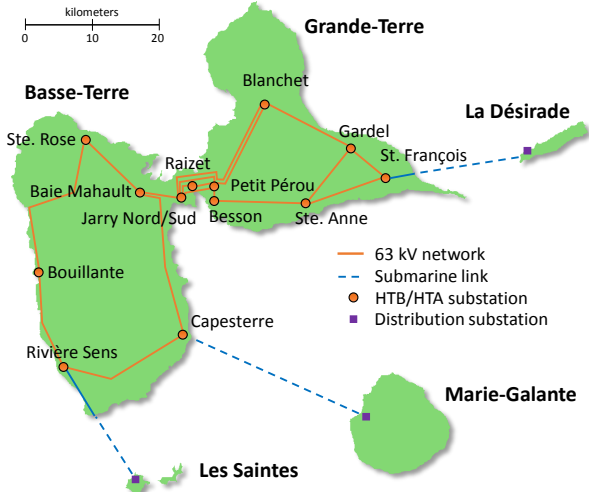 kilometers
0 10 20
Grande-Terre
Blanchet
Basse-Terre
La Désirade
Gardel
Ste. Rose
St. François
Raizet
Baie Mahault
Petit Pérou
Jarry Nord/Sud
Besson
Ste. Anne
63 kV network
Submarine link
HTB/HTA substation
Distribution substation
Bouillante
Capesterre
Rivière Sens
Marie-Galante
Les Saintes